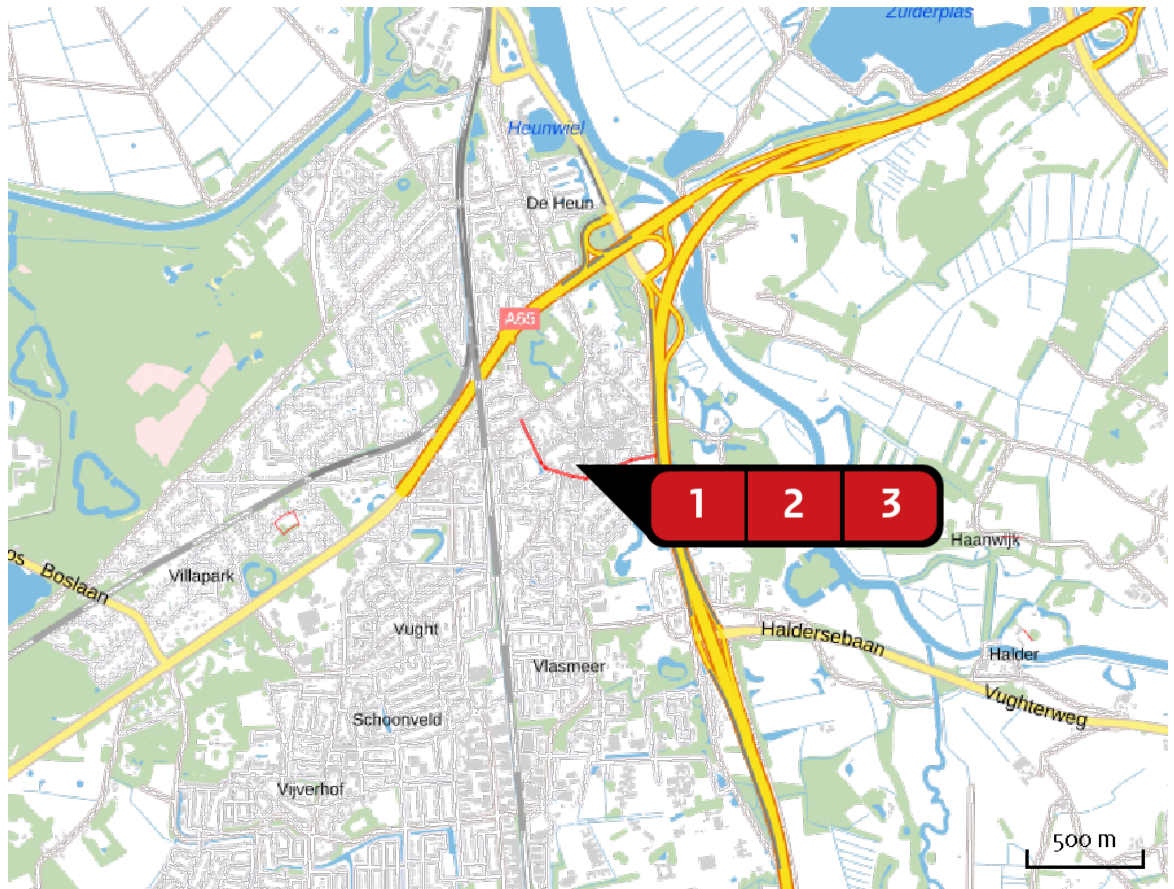 Zuiderplas
Heunwiel
De Heun
A65
1 2 3
Haanwijk
os Boslaan
Villapark
Vught
Haldersebaan
Halder
Vlasmeer
Vughterweg
Schoonveld
Vijverhof
500 m